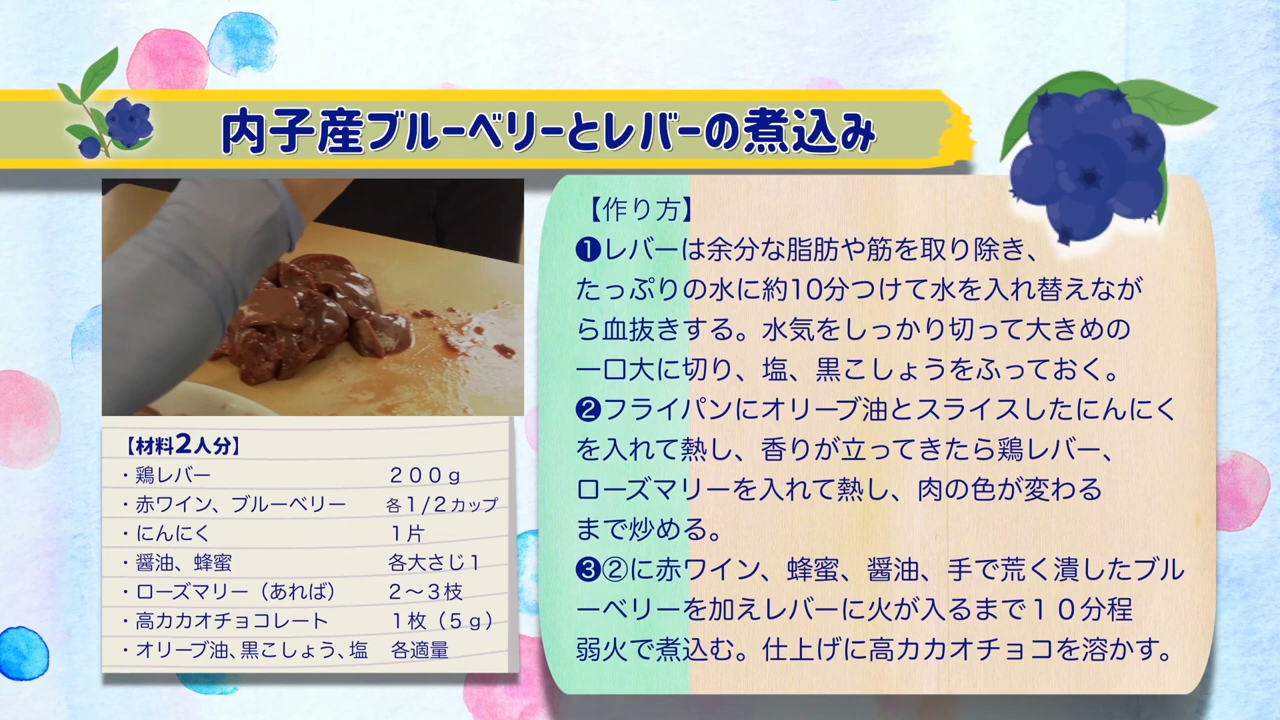 内子産ブルーベリーとレバーの煮込み
【材料2人分】
・鶏レバー ２００ｇ
・赤ワイン、ブルーベリー 各１/２カップ
・にんにく １片
・醤油、蜂蜜 各大さじ１
・ローズマリー（あれば） ２～３枝
・高カカオチョコレート １枚（５ｇ）
・オリーブ油、黒こしょう、塩 各適量
【作り方】
❶レバーは余分な脂肪や筋を取り除き、
たっぷりの水に約10分つけて水を入れ替えなが
ら血抜きする。水気をしっかり切って大きめの
一口大に切り、塩、黒こしょうをふっておく。
❷フライパンにオリーブ油とスライスしたにんにく
を入れて熱し、香りが立ってきたら鶏レバー、
ローズマリーを入れて熱し、肉の色が変わる
まで炒める。
❸②に赤ワイン、蜂蜜、醤油、手で荒く潰したブル
ーベリーを加えレバーに火が入るまで１０分程
弱火で煮込む。仕上げに高カカオチョコを溶かす。